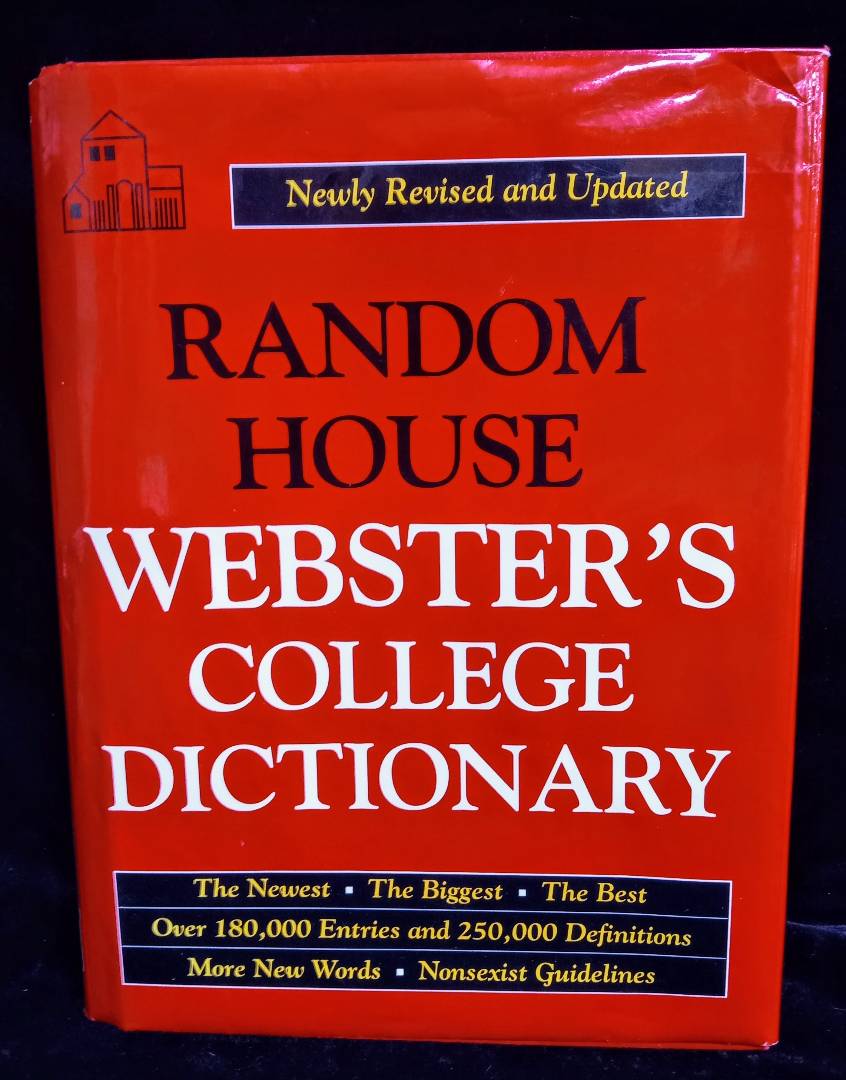 Newly Revised and Updated
RANDOM
HOUSE
WEBSTER'S
COLLEGE
DICTIONARY
The Newest ▪ The Biggest ▪ The Best
Over 180,000 Entries and 250,000 Definitions
More New Words ▪ Nonsexist Guidelines